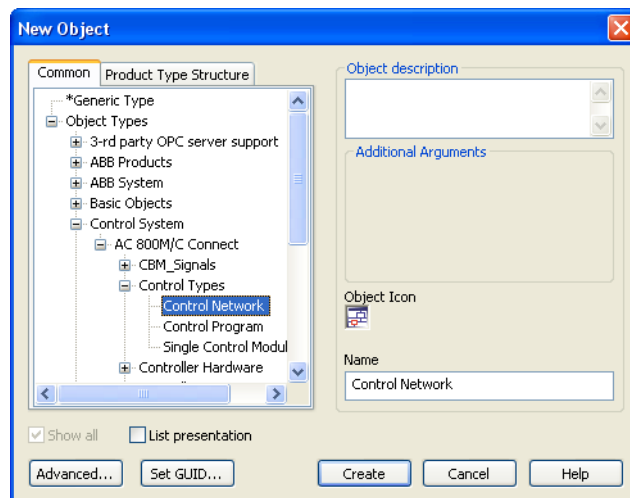 New Object
Common
Product Type Structure
*Generic Type
Object Types
3-rd party OPC server support
ABB Products
ABB System
Basic Objects
Control System
AC 800M/C Connect
CBM_Signals
Control Types
Control Network
Control Program
Single Control Modul
Controller Hardware
Object description
Additional Arguments
Object Icon
Name
Control Network
Show all
List presentation
Advanced...
Set GUID...
Create
Cancel
Help